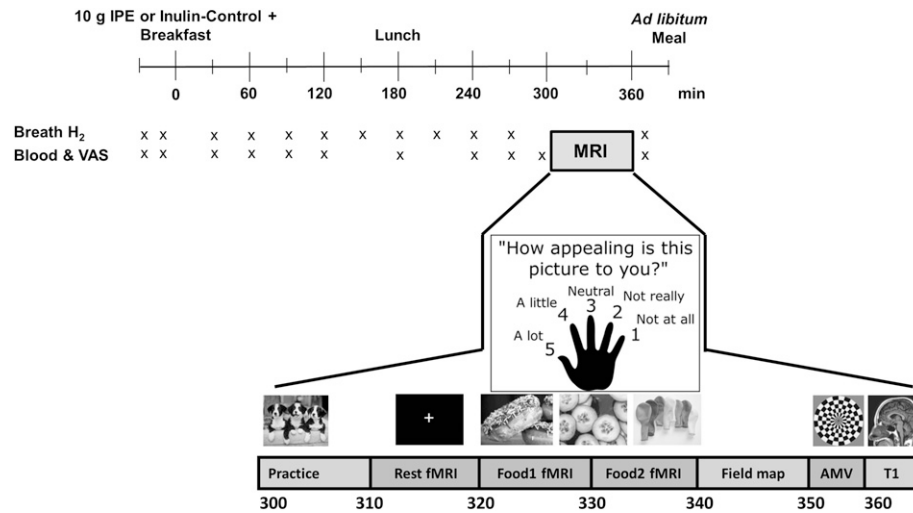 10 g IPE or Inulin-Control +
Breakfast
Lunch
Ad libitum
Meal
0 60 120 180 240 300 360 min
Breath H₂ x x x x x x x x x x x x
Blood & VAS x x x x x x x x x x x
MRI
"How appealing is this
picture to you?"
Neutral
A little 3 Not really
4 2 Not at all
A lot 1
5
+
Practice Rest fMRI Food1 fMRI Food2 fMRI Field map AMV T1
300 310 320 330 340 350 360